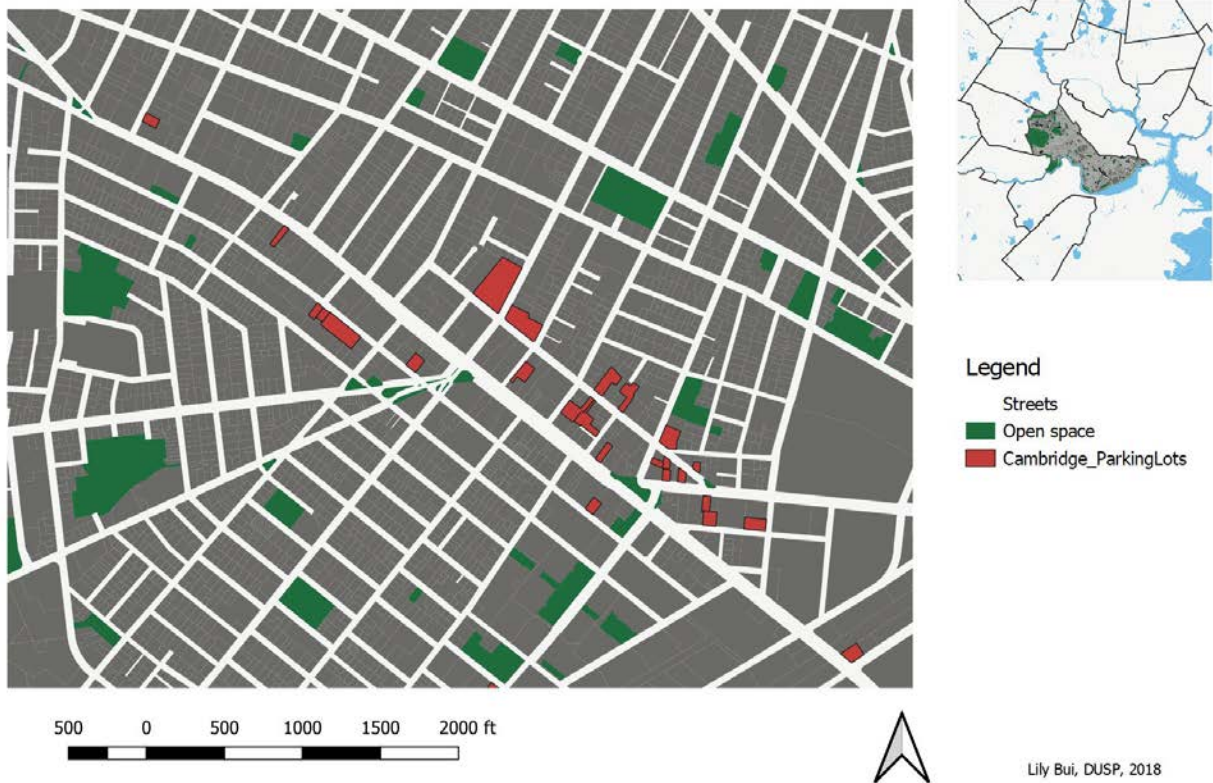 Legend
Streets
Open space
Cambridge_ParkingLots
500 0 500 1000 1500 2000 ft
Lily Bui, DUSP, 2018